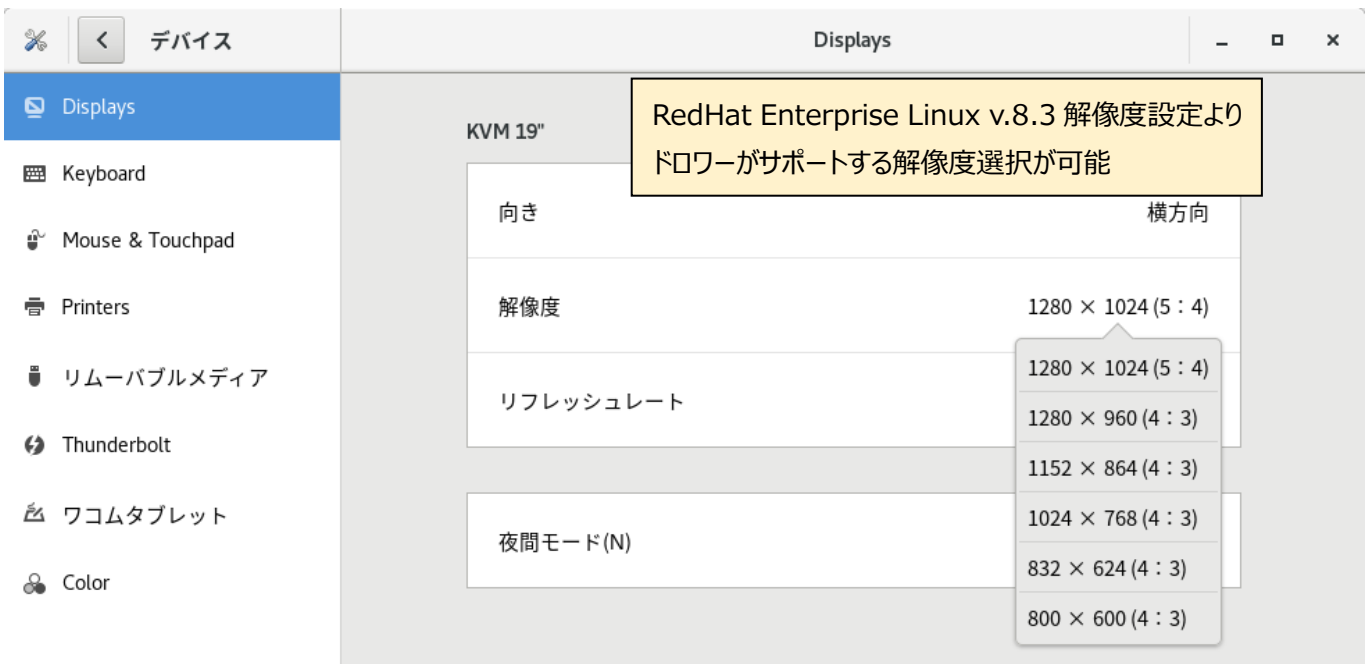 デバイス
Displays
Displays
Keyboard
Mouse & Touchpad
Printers
リムーバブルメディア
Thunderbolt
ワコムタブレット
Color
RedHat Enterprise Linux v.8.3 解像度設定より
ドロワーがサポートする解像度選択が可能
KVM 19"
向き
横方向
解像度
1280 × 1024 (5：4)
リフレッシュレート
1280 × 1024 (5：4)
1280 × 960 (4：3)
1152 × 864 (4：3)
1024 × 768 (4：3)
832 × 624 (4：3)
800 × 600 (4：3)
夜間モード(N)